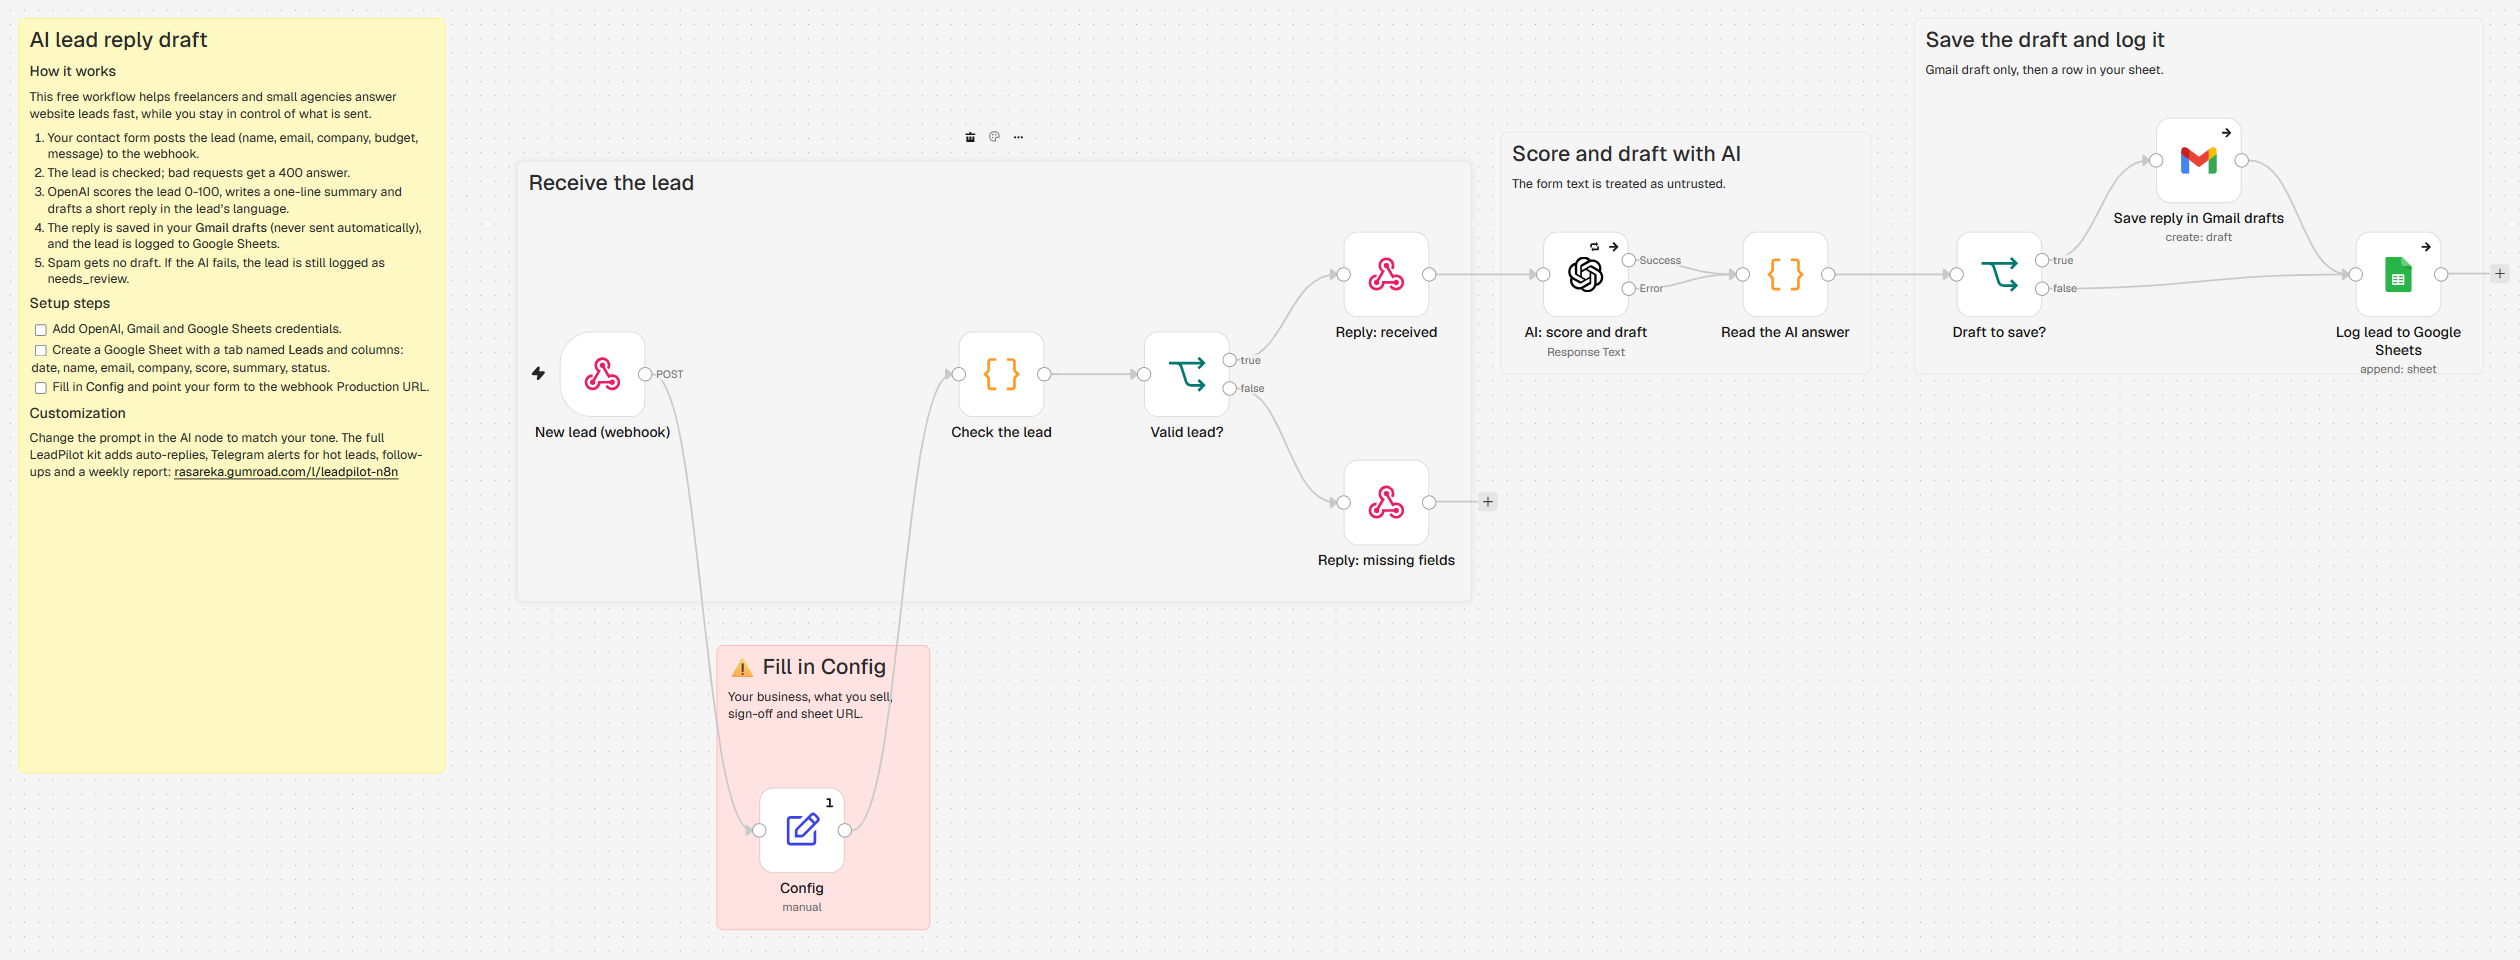 AI lead reply draft
How it works
This free workflow helps freelancers and small agencies answer
website leads fast, while you stay in control of what is sent.
1. Your contact form posts the lead (name, email, company, budget,
message) to the webhook.
2. The lead is checked; bad requests get a 400 answer.
3. OpenAI scores the lead 0-100, writes a one-line summary and
drafts a short reply in the lead's language.
4. The reply is saved in your Gmail drafts (never sent automatically),
and the lead is logged to Google Sheets.
5. Spam gets no draft. If the AI fails, the lead is still logged as
needs_review.
Setup steps
Add OpenAI, Gmail and Google Sheets credentials.
Create a Google Sheet with a tab named Leads and columns:
date, name, email, company, score, summary, status.
Fill in Config and point your form to the webhook Production URL.
Customization
Change the prompt in the AI node to match your tone. The full
LeadPilot kit adds auto-replies, Telegram alerts for hot leads, follow-
ups and a weekly report: rasareka.gumroad.com/l/leadpilot-n8n
Receive the lead
POST
New lead (webhook)
Check the lead
true
false
Valid lead?
Reply: received
Reply: missing fields
⚠️ Fill in Config
Your business, what you sell,
sign-off and sheet URL.
1
Config
manual
Score and draft with AI
The form text is treated as untrusted.
Success
Error
AI: score and draft
Response Text
Read the AI answer
Save the draft and log it
Gmail draft only, then a row in your sheet.
true
false
Draft to save?
Save reply in Gmail drafts
create: draft
Log lead to Google
Sheets
append: sheet